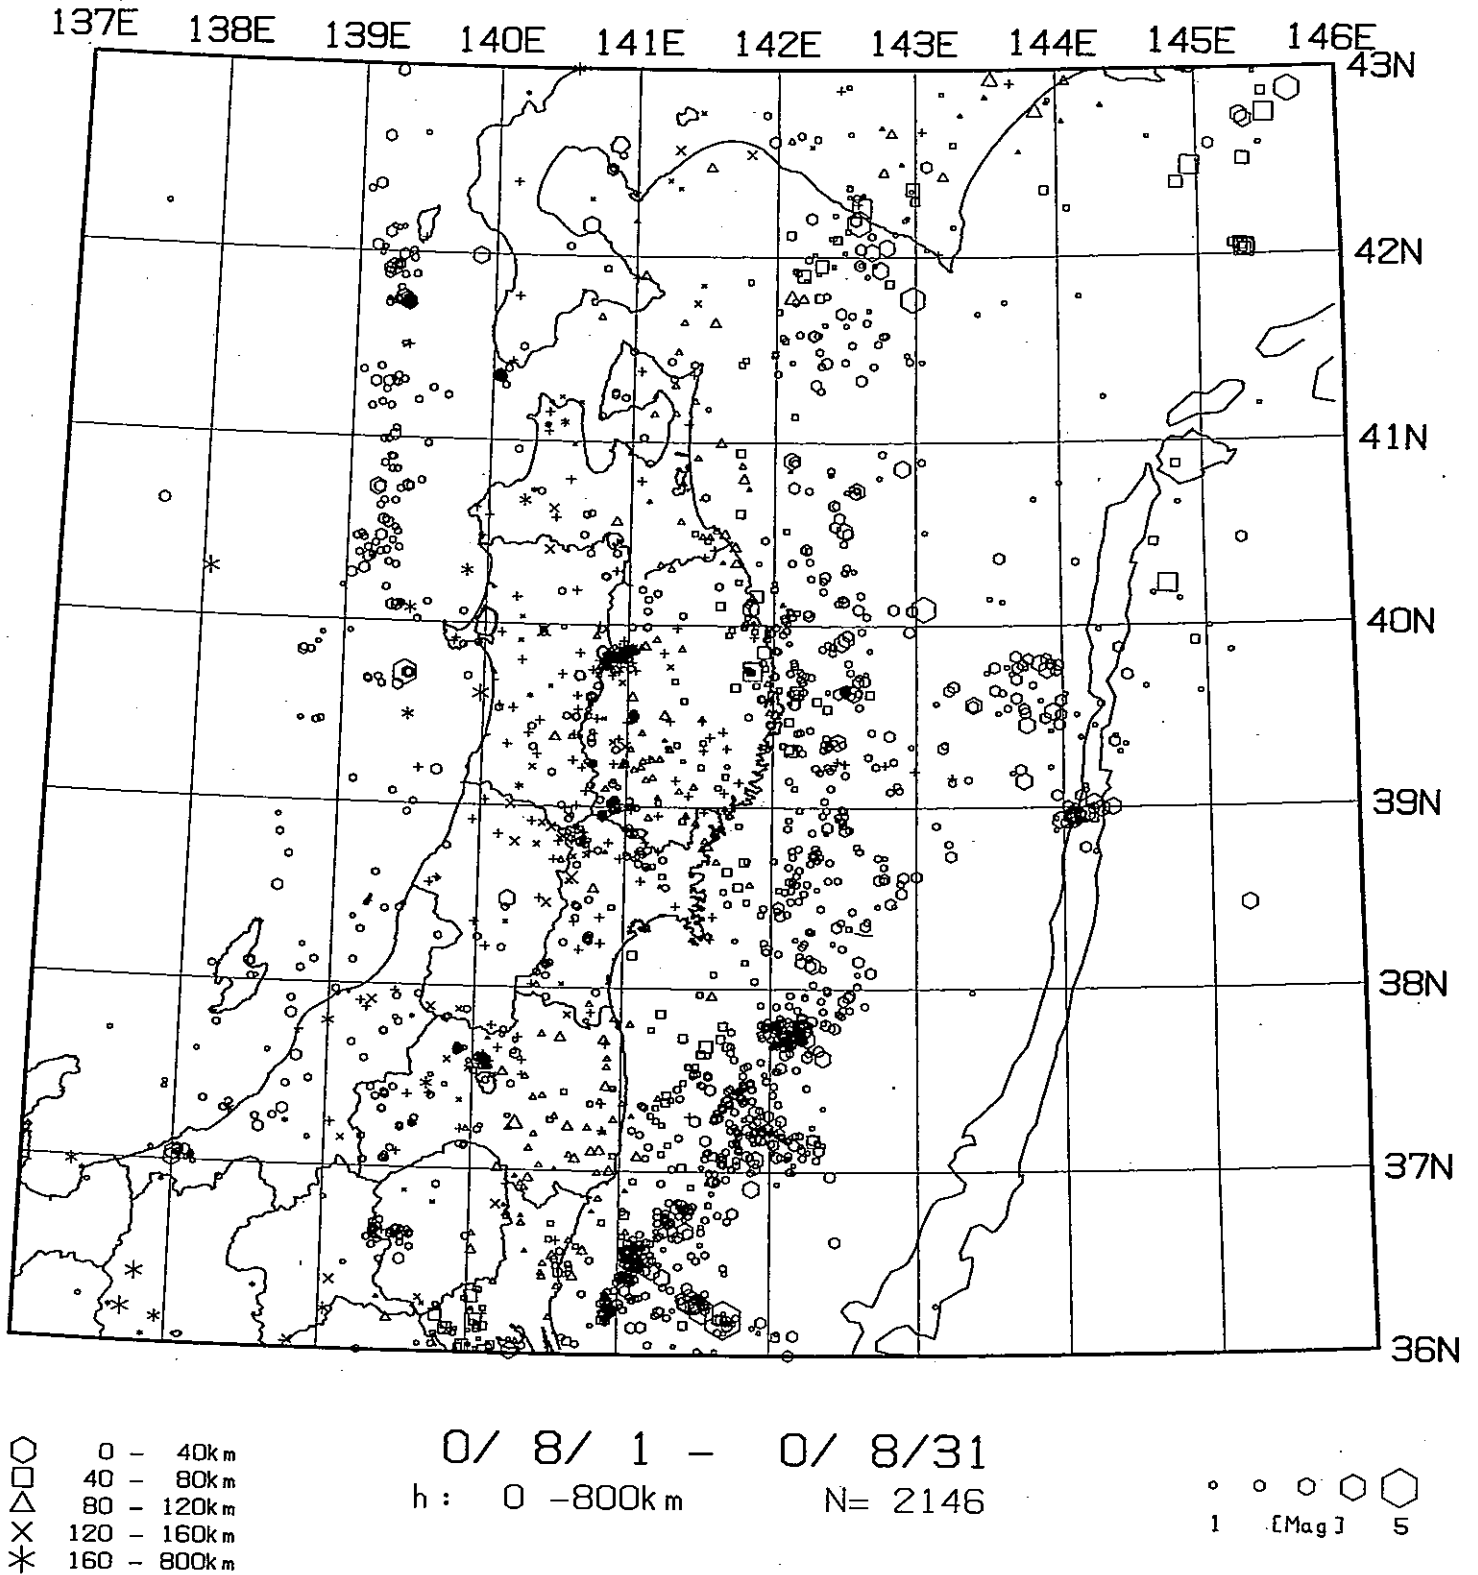 137E 138E 139E 140E 141E 142E 143E 144E 145E 146E
43N
42N
41N
40N
39N
38N
37N
36N
0 - 40km
40 - 80km
80 - 120km
120 - 160km
160 - 800km
0/ 8/ 1 - 0/ 8/31
h: 0 -800km N= 2146
1 [Mag] 5